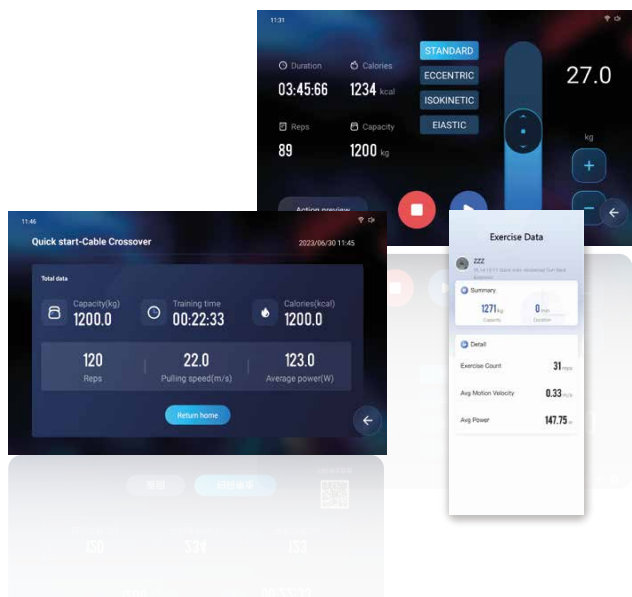 11:31
Duration
Calories
03:45:66
1234 kcal
Reps
Capacity
89
1200 kg
STANDARD
ECCENTRIC
ISOKINETIC
EIASTIC
27.0
kg
+
−
Action preview
11:46
Quick start-Cable Crossover
2023/06/30 11:45
Total data
Capacity(kg)
1200.0
Training time
00:22:33
Calories(kcal)
1200.0
120
Reps
22.0
Pulling speed(m/s)
123.0
Average power(W)
Return home
Exercise Data
ZZZ
Summary
1271 kg
Capacity
0
Duration
Detail
Exercise Count
31
Avg Motion Velocity
0.33 m/s
Avg Power
147.75